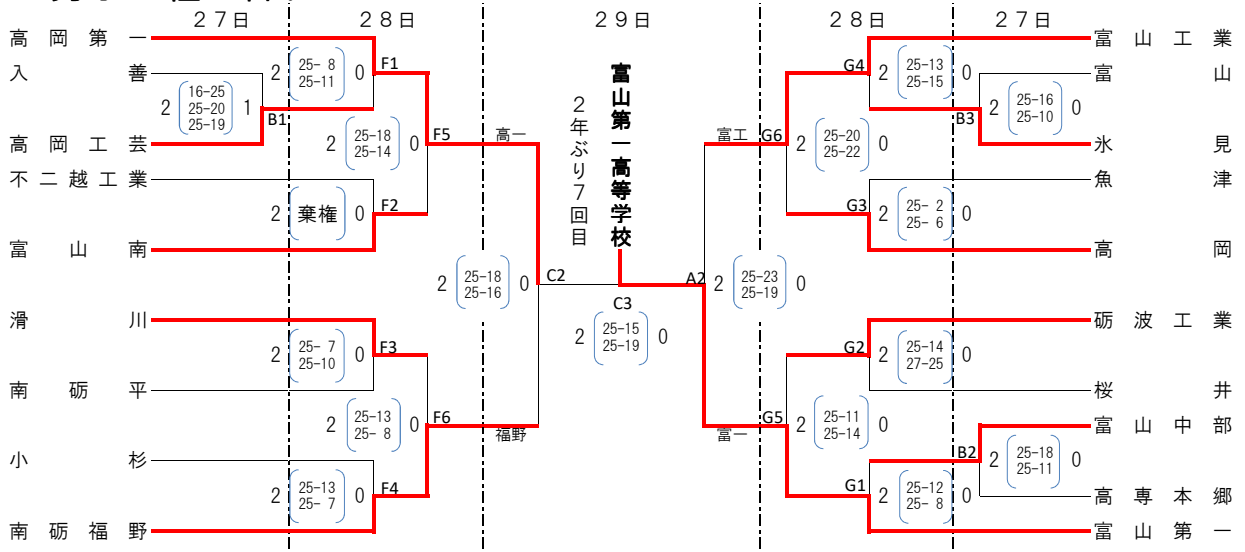 27日 28日 29日 28日 27日
高岡第一
入善
高岡工芸
不二越工業
富山南
滑川
南砺平
小杉
南砺福野
2 16-25 25-20 25-19 1 B1
2 25- 8 25-11 0 F1
2 25-18 25-14 0 F5
2 棄権 0 F2
2 25- 7 25-10 0 F3
2 25-13 25- 8 0 F6
2 25-13 25- 7 0 F4
高一
福野
2 25-18 25-16 0 C2
富山第一高等学校
2年ぶり7回目
C3
2 25-15 25-19 0
富工
富一
A2 2 25-23 25-19 0
G4 2 25-13 25-15 0
G6 2 25-20 25-22 0
G3 2 25- 2 25- 6 0
B3 2 25-16 25-10 0
G2 2 25-14 27-25 0
G5 2 25-11 25-14 0
B2 2 25-18 25-11 0
G1 2 25-12 25- 8 0
富山工業
富山
氷見
魚津
高岡
砺波工業
桜井
富山中部
高専本郷
富山第一